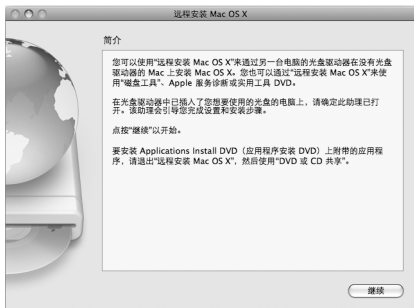 远程安装 Mac OS X
简介
您可以使用“远程安装 Mac OS X”来通过另一台电脑的光盘驱动器在没有光盘
驱动器的 Mac 上安装 Mac OS X。您也可以通过“远程安装 Mac OS X”来使
用“磁盘工具”、Apple 服务诊断或实用工具 DVD。
在光盘驱动器中已插入了您想要使用的光盘的电脑上，请确定此助理已打
开。该助理会引导您完成设置和安装步骤。
点按“继续”以开始。
要安装 Applications Install DVD（应用程序安装 DVD）上附带的应用程
序，请退出“远程安装 Mac OS X”，然后使用“DVD 或 CD 共享”。
继续